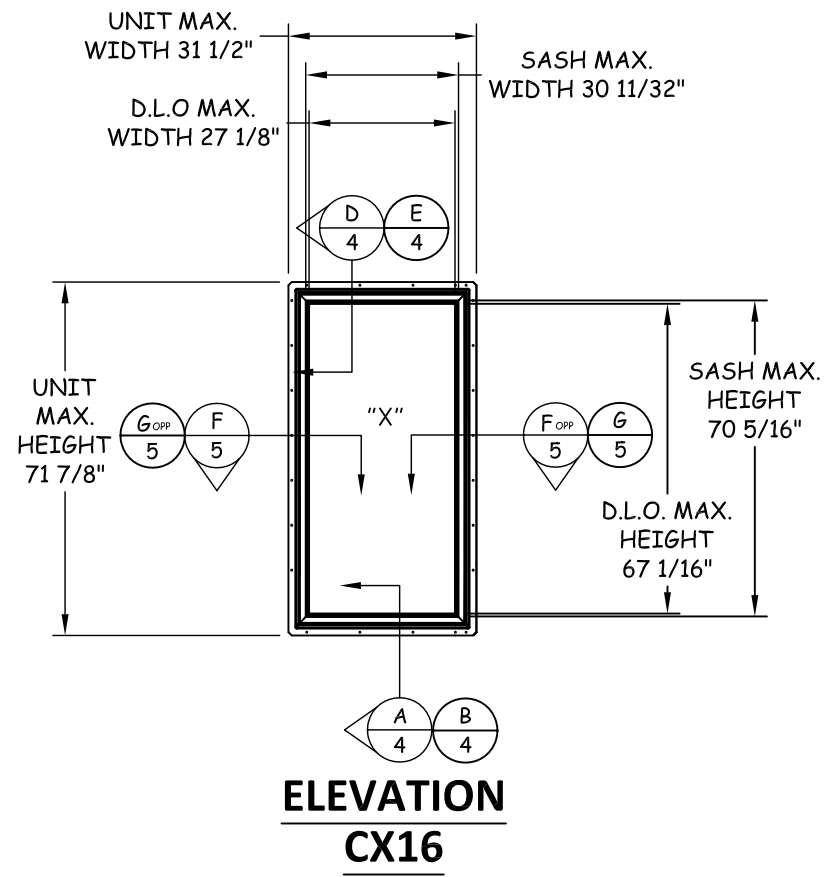 UNIT MAX.
WIDTH 31 1/2"
SASH MAX.
WIDTH 30 11/32"
D.L.O MAX.
WIDTH 27 1/8"
D
4
E
4
UNIT
MAX.
HEIGHT
71 7/8"
G OPP
5
F
5
"X"
F OPP
5
G
5
SASH MAX.
HEIGHT
70 5/16"
D.L.O. MAX.
HEIGHT
67 1/16"
A
4
B
4
ELEVATION
CX16